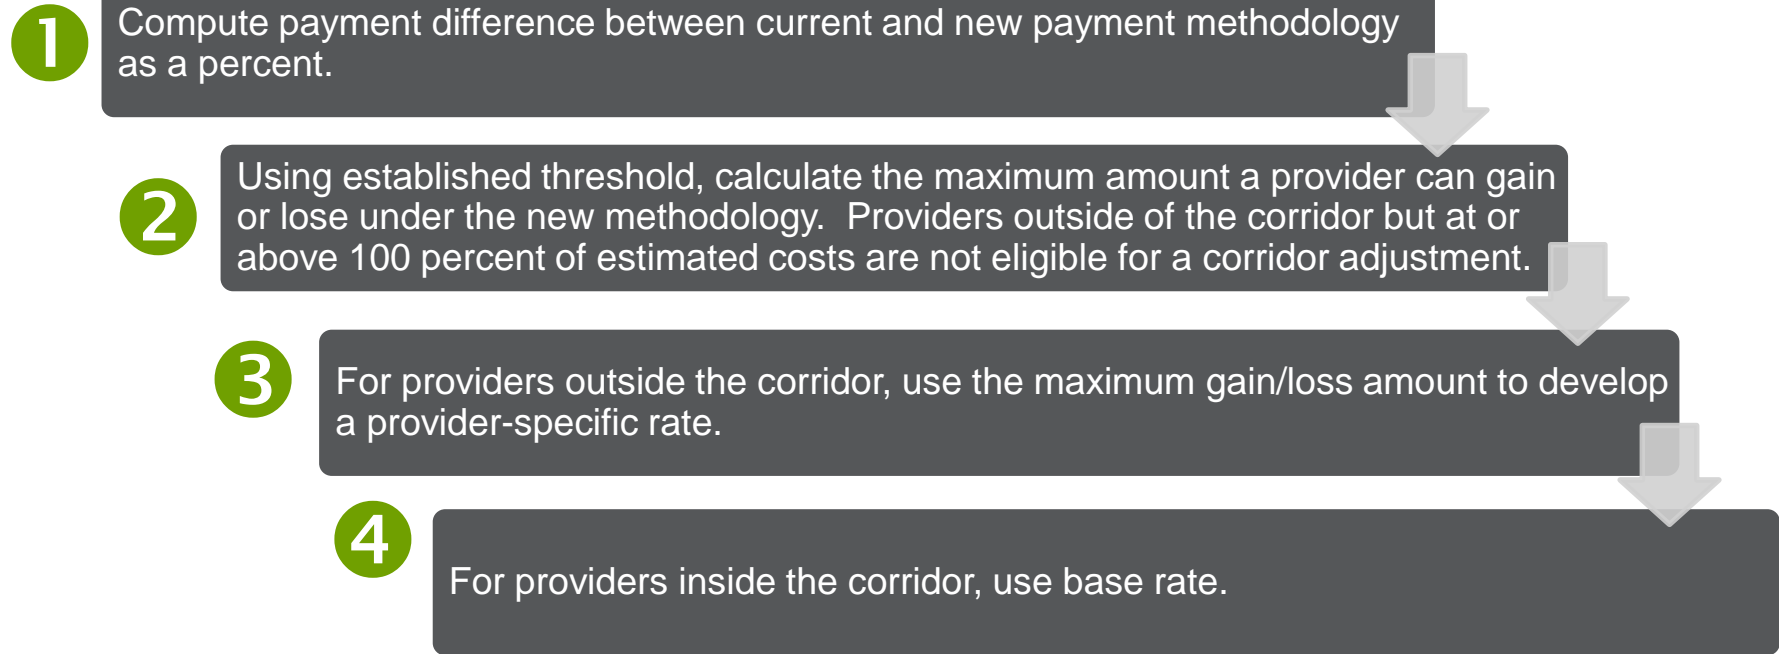 1
Compute payment difference between current and new payment methodology
as a percent.
2
Using established threshold, calculate the maximum amount a provider can gain
or lose under the new methodology.  Providers outside of the corridor but at or
above 100 percent of estimated costs are not eligible for a corridor adjustment.
3
For providers outside the corridor, use the maximum gain/loss amount to develop
a provider-specific rate.
4
For providers inside the corridor, use base rate.